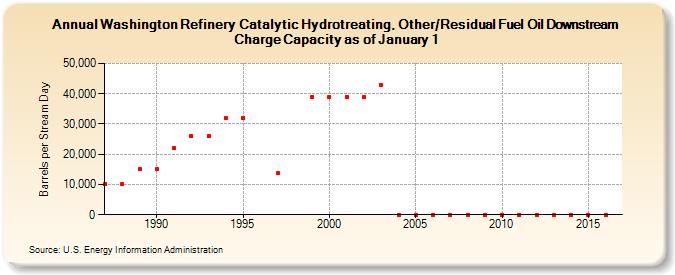 Annual Washington Refinery Catalytic Hydrotreating, Other/Residual Fuel Oil Downstream
Charge Capacity as of January 1
Barrels per Stream Day
50,000
40,000
30,000
20,000
10,000
0
1990 1995 2000 2005 2010 2015
Source: U.S. Energy Information Administration